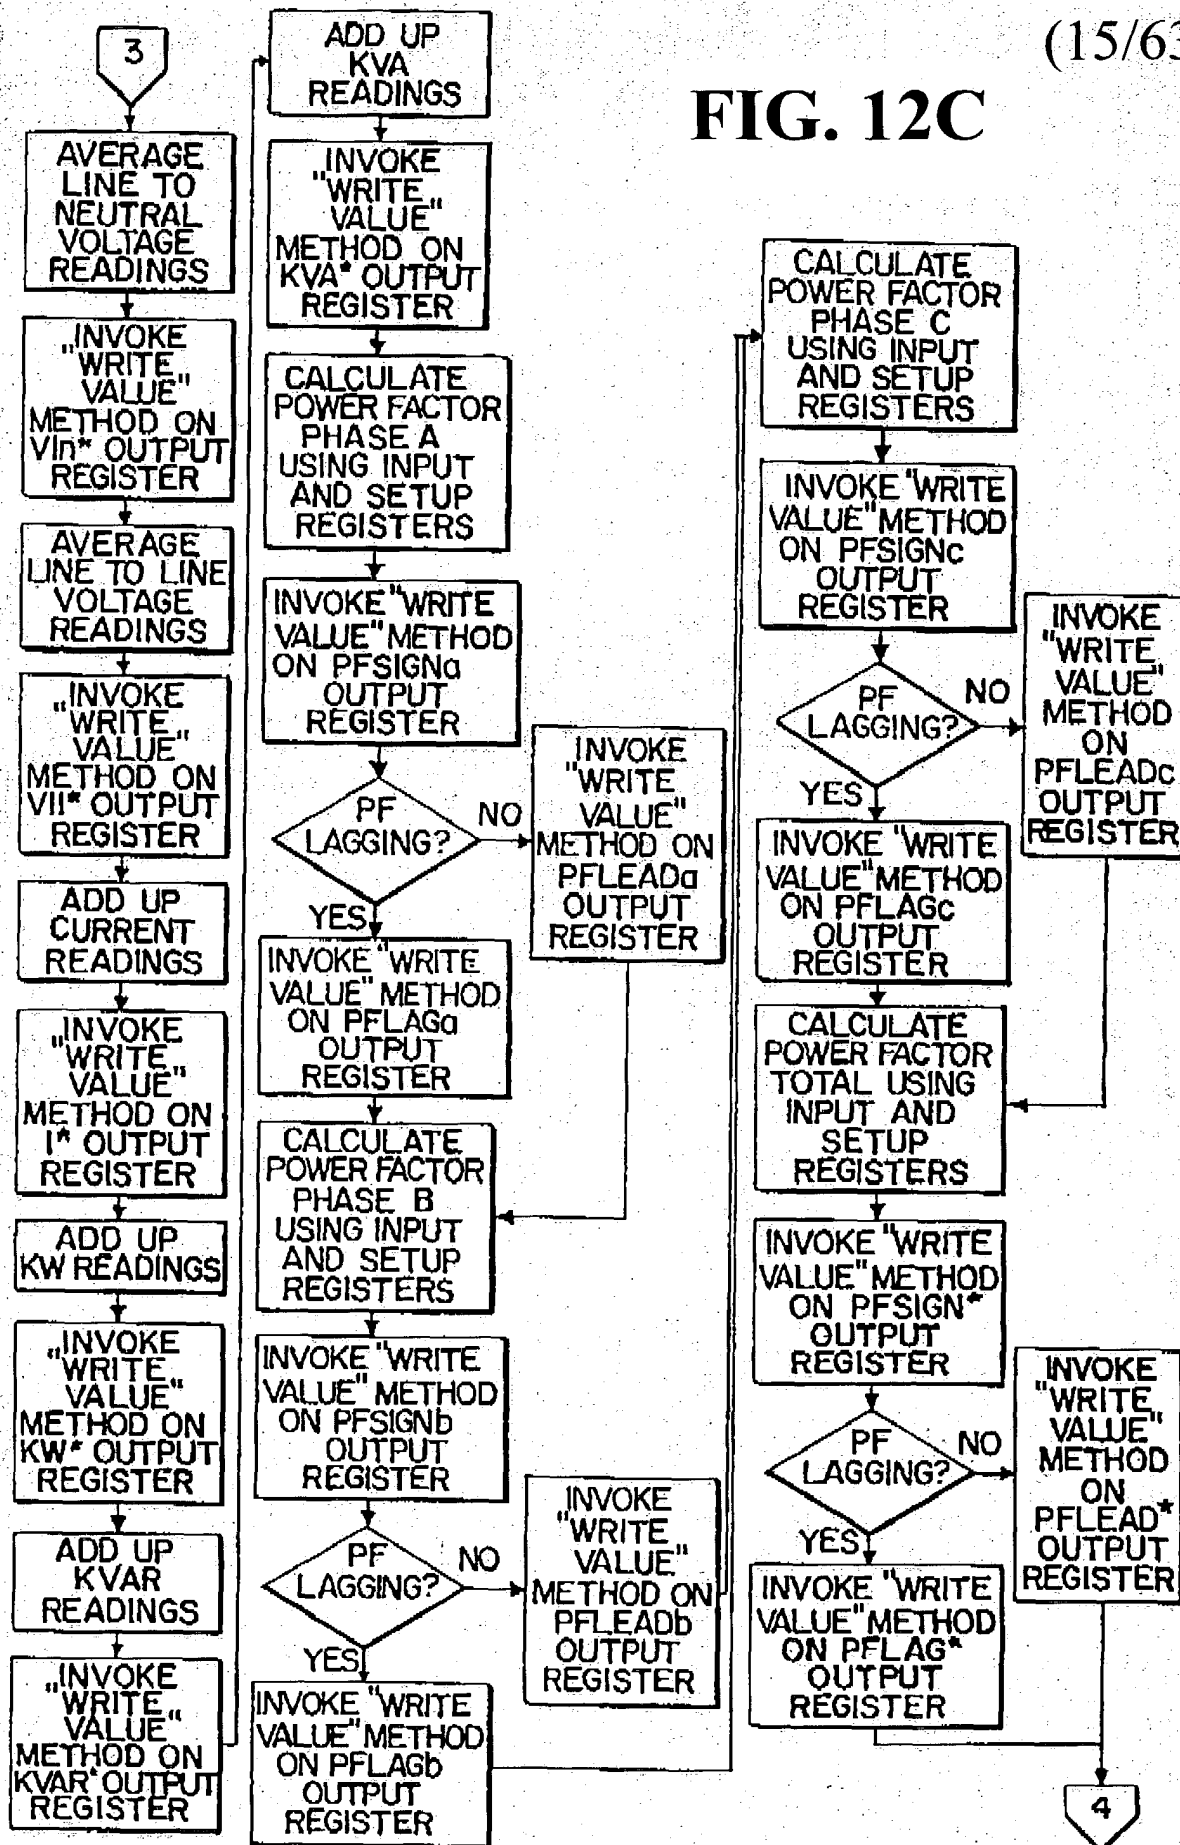 (15/63
FIG. 12C
3
AVERAGE
LINE TO
NEUTRAL
VOLTAGE
READINGS
"INVOKE
"WRITE
VALUE"
METHOD ON
Vln* OUTPUT
REGISTER
AVERAGE
LINE TO LINE
VOLTAGE
READINGS
"INVOKE
"WRITE
VALUE"
METHOD ON
Vll* OUTPUT
REGISTER
ADD UP
CURRENT
READINGS
"INVOKE
"WRITE
VALUE"
METHOD ON
I* OUTPUT
REGISTER
ADD UP
KW READINGS
INVOKE
"WRITE
VALUE"
METHOD ON
KW* OUTPUT
REGISTER
ADD UP
KVAR
READINGS
"INVOKE
"WRITE
VALUE"
METHOD ON
KVAR* OUTPUT
REGISTER
ADD UP
KVA
READINGS
INVOKE
"WRITE
VALUE"
METHOD ON
KVA* OUTPUT
REGISTER
CALCULATE
POWER FACTOR
PHASE A
USING INPUT
AND SETUP
REGISTERS
INVOKE "WRITE
VALUE" METHOD
ON PFSIGNa
OUTPUT
REGISTER
PF
LAGGING?
NO
YES
INVOKE
"WRITE
VALUE"
METHOD ON
PFLEADa
OUTPUT
REGISTER
INVOKE "WRITE
VALUE" METHOD
ON PFLAGa
OUTPUT
REGISTER
CALCULATE
POWER FACTOR
PHASE B
USING INPUT
AND SETUP
REGISTERS
INVOKE "WRITE
VALUE" METHOD
ON PFSIGNb
OUTPUT
REGISTER
PF
LAGGING?
NO
YES
INVOKE
"WRITE
VALUE"
METHOD ON
PFLEADb
OUTPUT
REGISTER
INVOKE "WRITE
VALUE" METHOD
ON PFLAGb
OUTPUT
REGISTER
CALCULATE
POWER FACTOR
PHASE C
USING INPUT
AND SETUP
REGISTERS
INVOKE "WRITE
VALUE" METHOD
ON PFSIGNc
OUTPUT
REGISTER
PF
LAGGING?
NO
YES
INVOKE
"WRITE
VALUE"
METHOD
ON
PFLEADc
OUTPUT
REGISTER
INVOKE "WRITE
VALUE" METHOD
ON PFLAGc
OUTPUT
REGISTER
CALCULATE
POWER FACTOR
TOTAL USING
INPUT AND
SETUP
REGISTERS
INVOKE "WRITE
VALUE" METHOD
ON PFSIGN*
OUTPUT
REGISTER
PF
LAGGING?
NO
YES
INVOKE
"WRITE
VALUE"
METHOD
ON
PFLEAD*
OUTPUT
REGISTER
INVOKE "WRITE
VALUE" METHOD
ON PFLAG*
OUTPUT
REGISTER
4